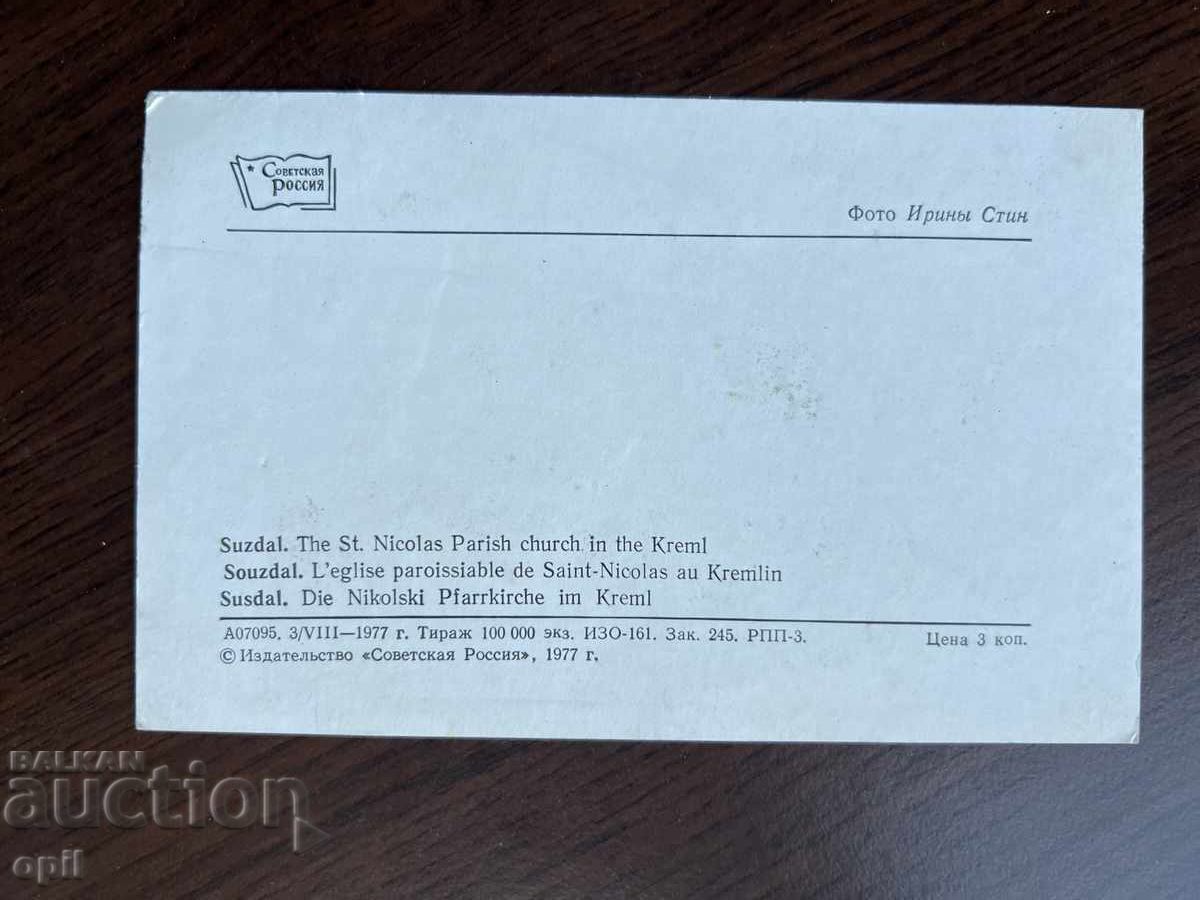 Советская
Россия
Фото Ирины Стин
Suzdal. The St. Nicolas Parish church in the Kreml
Souzdal. L'eglise paroissiable de Saint-Nicolas au Kremlin
Susdal. Die Nikolski Pfarrkirche im Kreml
А07095. 3/VIII—1977 г. Тираж 100 000 экз. ИЗО-161. Зак. 245. РПП-3. Цена 3 коп.
© Издательство «Советская Россия», 1977 г.
BALKAN
auction
opil